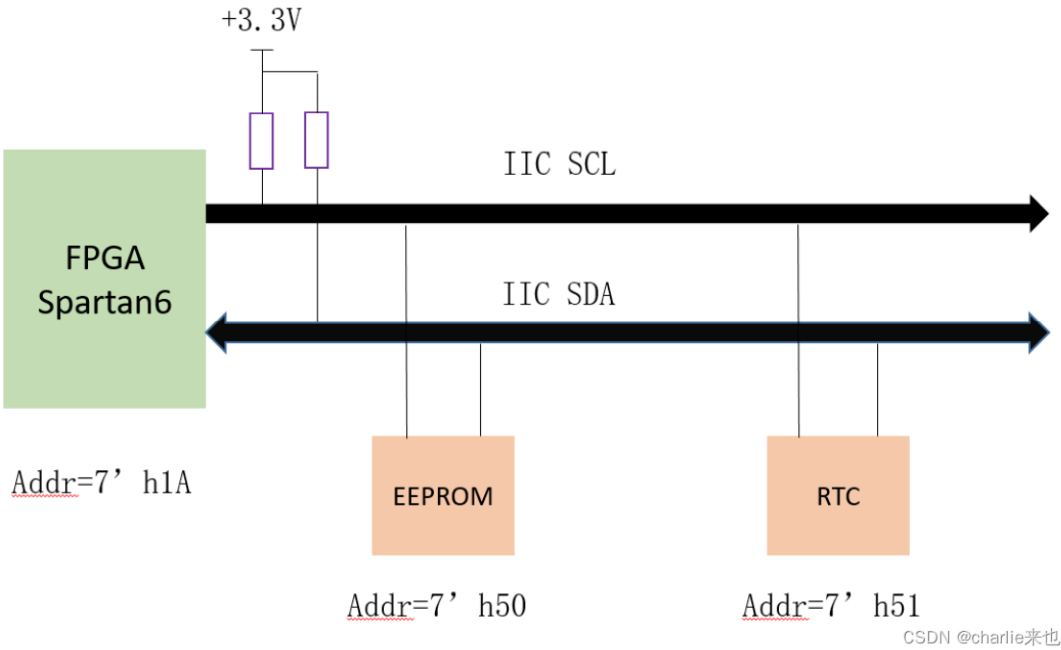 +3.3V
IIC SCL
FPGA
Spartan6
IIC SDA
Addr=7’ h1A
EEPROM
RTC
Addr=7’ h50
Addr=7’ h51
CSDN @charlie来也